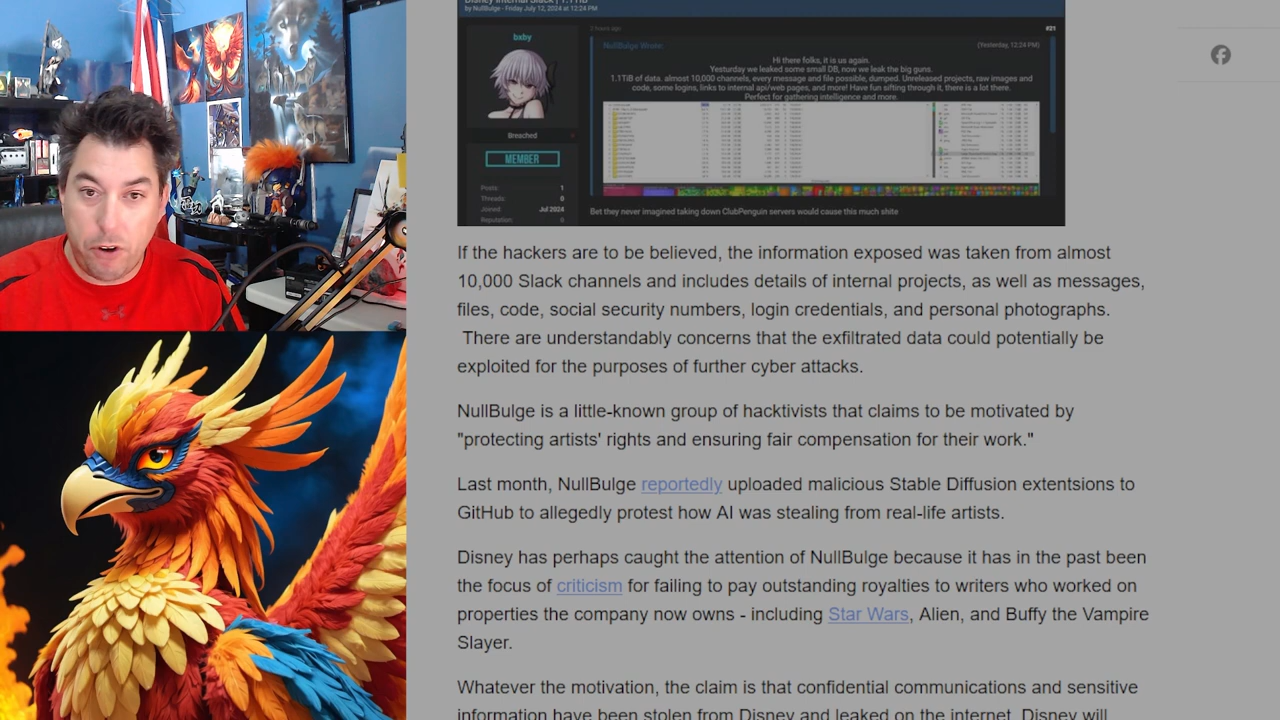 Disney Internal Slack | 1.1TiB
by NullBulge - Friday July 12, 2024 at 12:24 PM
2 hours ago
#21
bxby
NullBulge Wrote:
(Yesterday, 12:24 PM)
Hi there folks, it is us again.
Yesterday we leaked some small DB, now we leak the big guns.
1.1TiB of data. almost 10,000 channels, every message and file possible, dumped. Unreleased projects, raw images and
code, some logins, links to internal api/web pages, and more! Have fun sifting through it, there is a lot there.
Perfect for gathering intelligence and more.
Breached
MEMBER
Posts: 1
Threads: 0
Joined: Jul 2024
Reputation: 0
Bet they never imagined taking down ClubPenguin servers would cause this much shite
If the hackers are to be believed, the information exposed was taken from almost
10,000 Slack channels and includes details of internal projects, as well as messages,
files, code, social security numbers, login credentials, and personal photographs.
There are understandably concerns that the exfiltrated data could potentially be
exploited for the purposes of further cyber attacks.
NullBulge is a little-known group of hacktivists that claims to be motivated by
"protecting artists' rights and ensuring fair compensation for their work."
Last month, NullBulge reportedly uploaded malicious Stable Diffusion extentsions to
GitHub to allegedly protest how AI was stealing from real-life artists.
Disney has perhaps caught the attention of NullBulge because it has in the past been
the focus of criticism for failing to pay outstanding royalties to writers who worked on
properties the company now owns - including Star Wars, Alien, and Buffy the Vampire
Slayer.
Whatever the motivation, the claim is that confidential communications and sensitive
information have been stolen from Disney and leaked on the internet. Disney will